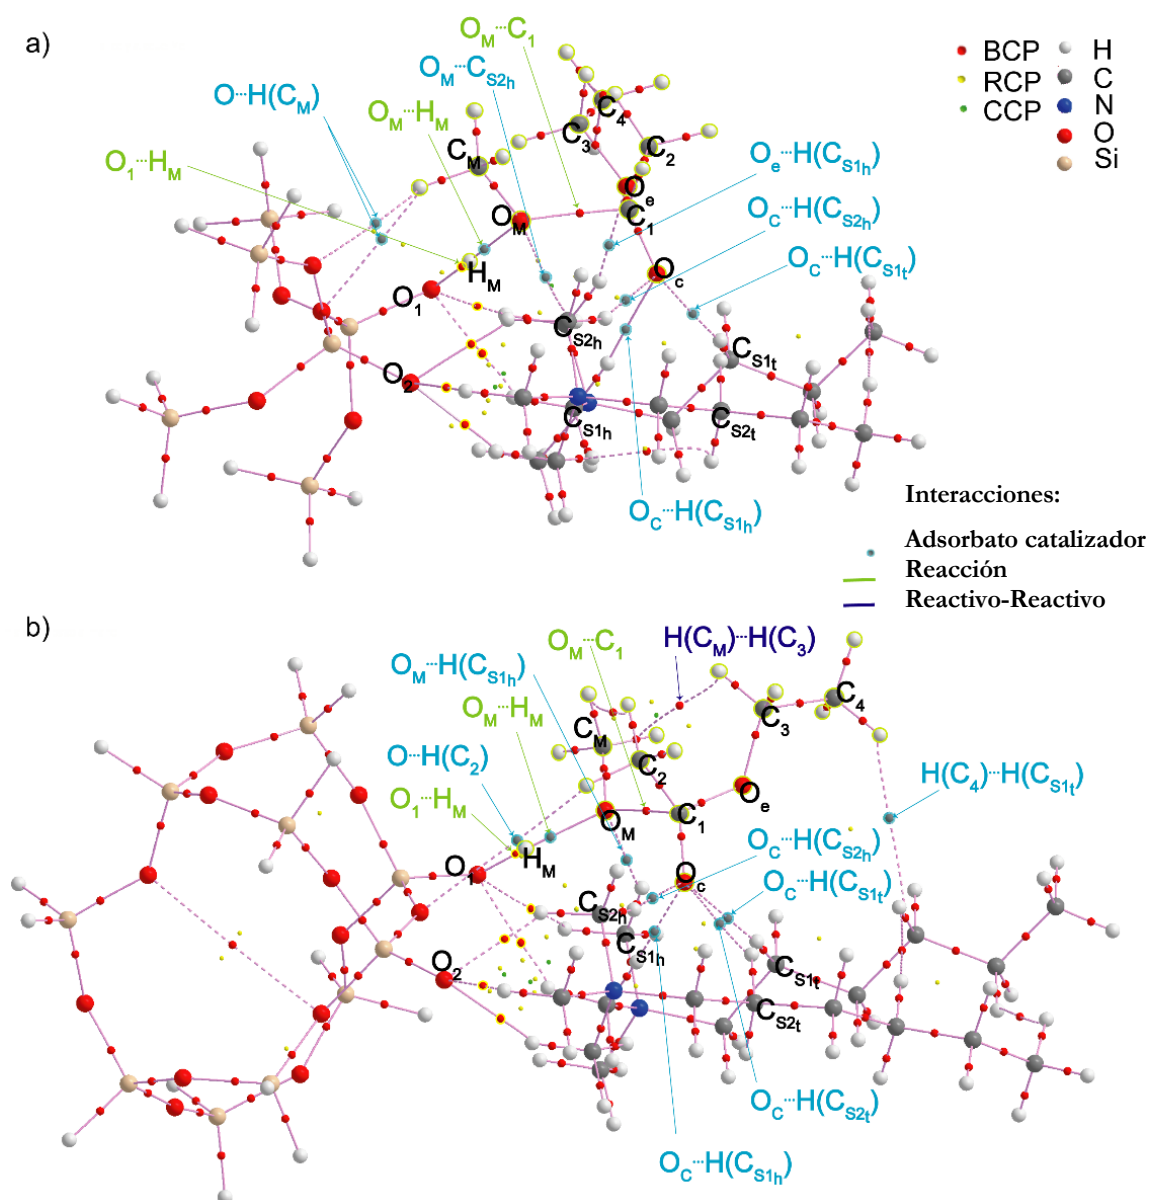 a)
O_M···C_1
O_M···C_S2h
O···H(C_M)
O_M···H_M
O_1···H_M
BCP
RCP
CCP
H
C
N
O
Si
C_4
C_3
C_2
C_M
O_e
O_M
C_1
O_e···H(C_S1h)
O_C···H(C_S2h)
O_C···H(C_S1t)
H_M
O_c
O_1
C_S2h
C_S1t
O_2
C_S1h
C_S2t
O_C···H(C_S1h)
Interacciones:
Adsorbato catalizador
Reacción
Reactivo-Reactivo
b)
O_M···C_1
H(C_M)···H(C_3)
O_M···H(C_S1h)
O_M···H_M
O···H(C_2)
O_1···H_M
C_4
C_3
C_M
C_2
O_e
O_M
C_1
H(C_4)···H(C_S1t)
O_C···H(C_S2h)
O_C···H(C_S1t)
H_M
O_1
O_c
C_S2h
C_S1h
O_2
C_S1t
C_S2t
O_C···H(C_S2t)
O_C···H(C_S1h)